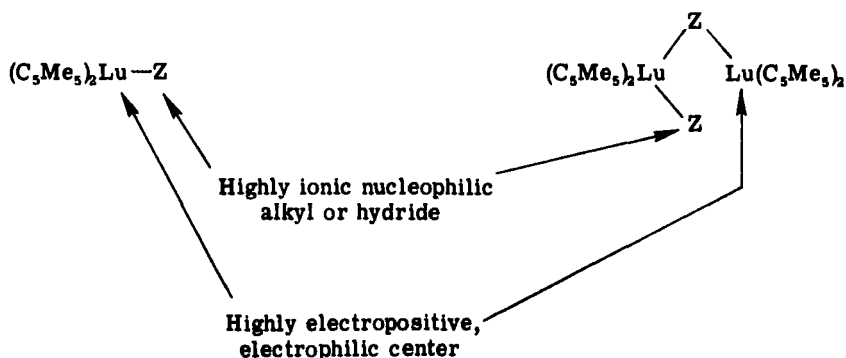 Z
(C₅Me₅)₂Lu—Z
(C₅Me₅)₂Lu Lu(C₅Me₅)₂
Z
Highly ionic nucleophilic
alkyl or hydride
Highly electropositive,
electrophilic center